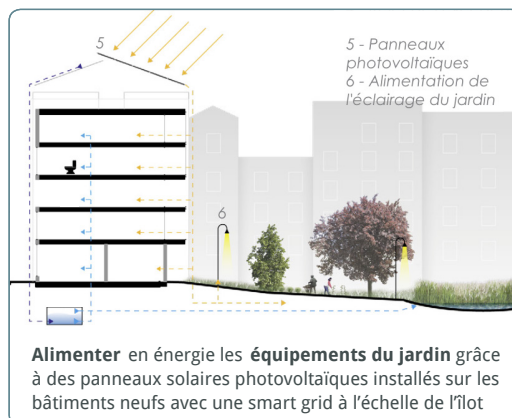 5
5 - Panneaux
photovoltaïques
6 - Alimentation de
l'éclairage du jardin
6
Alimenter en énergie les équipements du jardin grâce
à des panneaux solaires photovoltaïques installés sur les
bâtiments neufs avec une smart grid à l'échelle de l'îlot